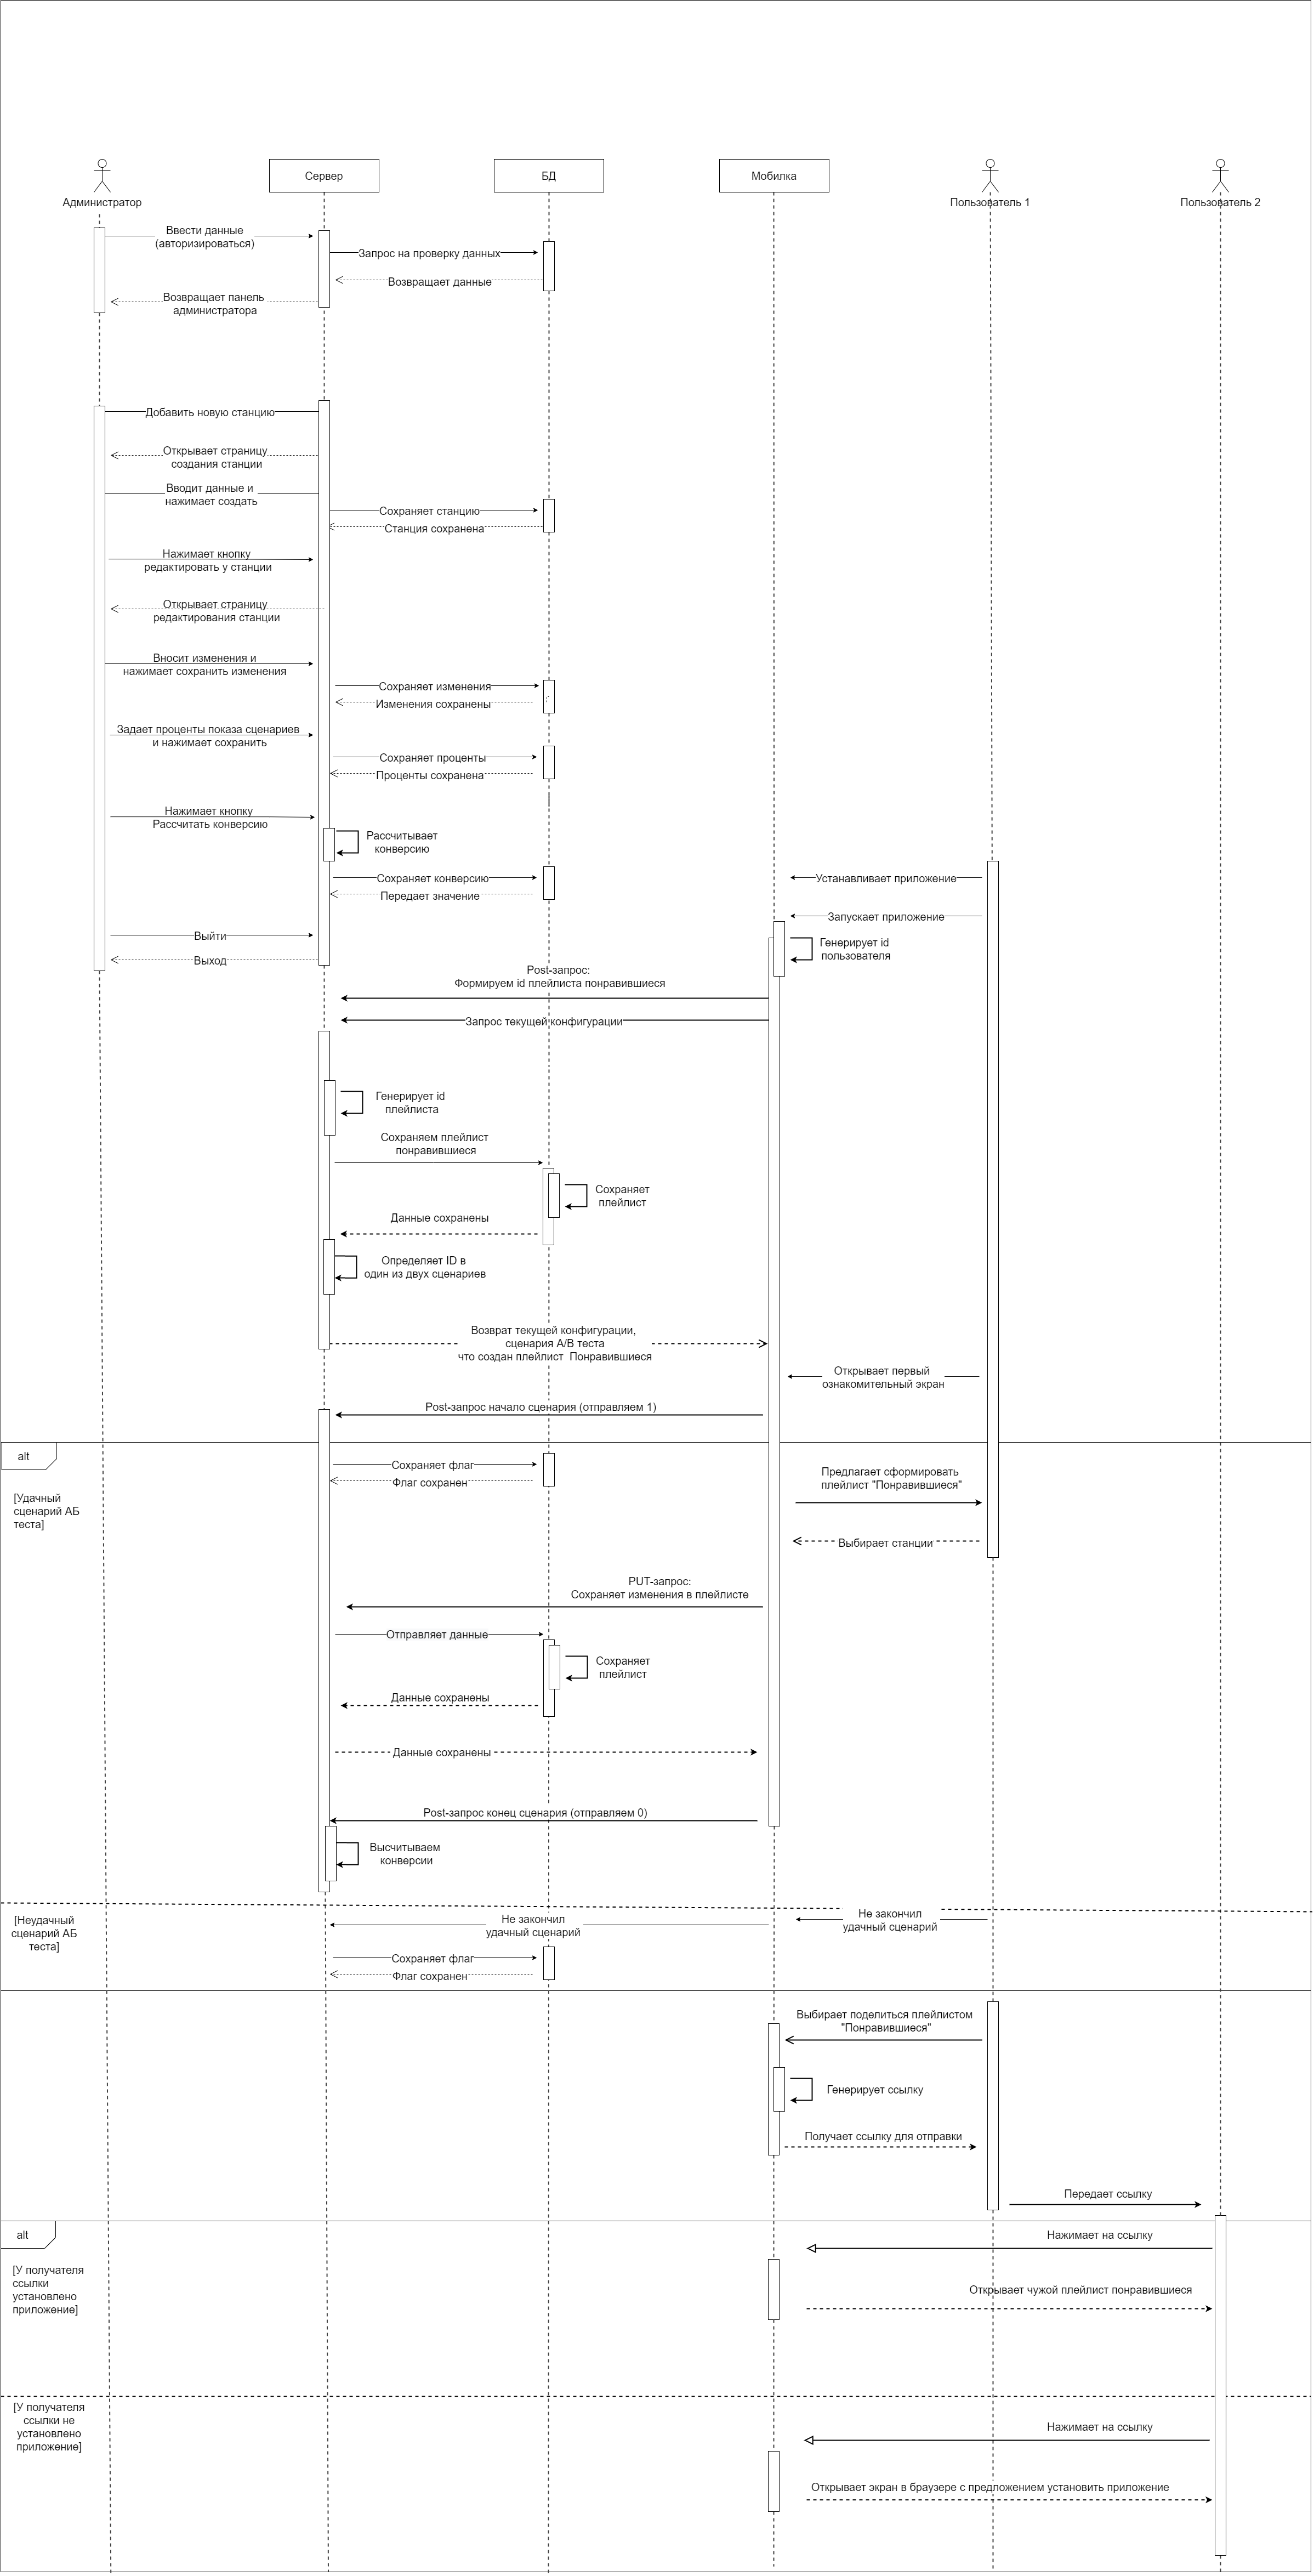 Администратор
Сервер
БД
Мобилка
Пользователь 1
Пользователь 2
Ввести данные
(авторизироваться)
Запрос на проверку данных
Возвращает данные
Возвращает панель
администратора
Добавить новую станцию
Открывает страницу
создания станции
Вводит данные и
нажимает создать
Сохраняет станцию
Станция сохранена
Нажимает кнопку
редактировать у станции
Открывает страницу
редактирования станции
Вносит изменения и
нажимает сохранить изменения
Сохраняет изменения
Изменения сохранены
Задает проценты показа сценариев
и нажимает сохранить
Сохраняет проценты
Проценты сохранена
Нажимает кнопку
Рассчитать конверсию
Рассчитывает
конверсию
Сохраняет конверсию
Устанавливает приложение
Передает значение
Запускает приложение
Выйти
Генерирует id
пользователя
Выход
Post-запрос:
Формируем id плейлиста понравившиеся
Запрос текущей конфигурации
Генерирует id
плейлиста
Сохраняем плейлист
понравившиеся
Сохраняет
плейлист
Данные сохранены
Определяет ID в
один из двух сценариев
Возврат текущей конфигурации,
сценария A/B теста
что создан плейлист Понравившиеся
Открывает первый
ознакомительный экран
Post-запрос начало сценария (отправляем 1)
alt
[Удачный
сценарий АБ
теста]
Сохраняет флаг
Флаг сохранен
Предлагает сформировать
плейлист "Понравившиеся"
Выбирает станции
PUT-запрос:
Сохраняет изменения в плейлисте
Отправляет данные
Сохраняет
плейлист
Данные сохранены
Данные сохранены
Post-запрос конец сценария (отправляем 0)
Высчитываем
конверсии
[Неудачный
сценарий АБ
теста]
Не закончил
удачный сценарий
Не закончил
удачный сценарий
Сохраняет флаг
Флаг сохранен
Выбирает поделиться плейлистом
"Понравившиеся"
Генерирует ссылку
Получает ссылку для отправки
Передает ссылку
alt
[У получателя
ссылки
установлено
приложение]
Нажимает на ссылку
Открывает чужой плейлист понравившиеся
[У получателя
ссылки не
установлено
приложение]
Нажимает на ссылку
Открывает экран в браузере с предложением установить приложение